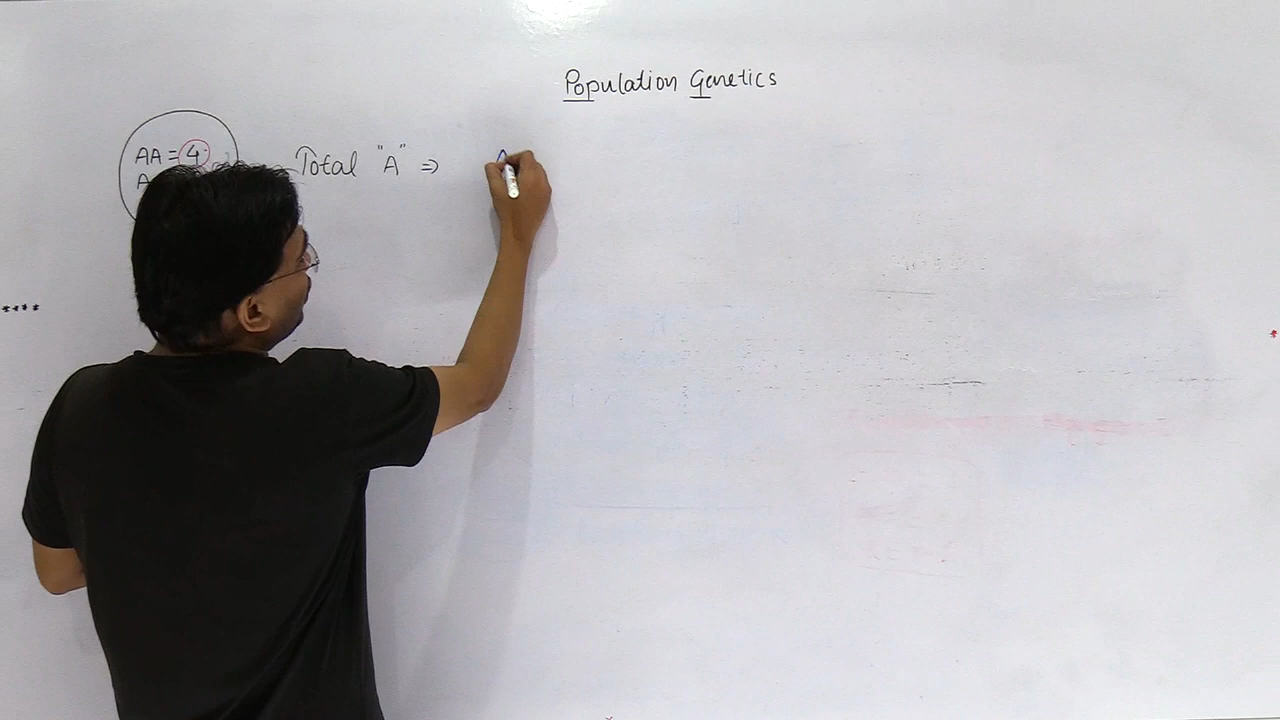 Population Genetics
AA = 4
A
Total "A" ⇒
****
*